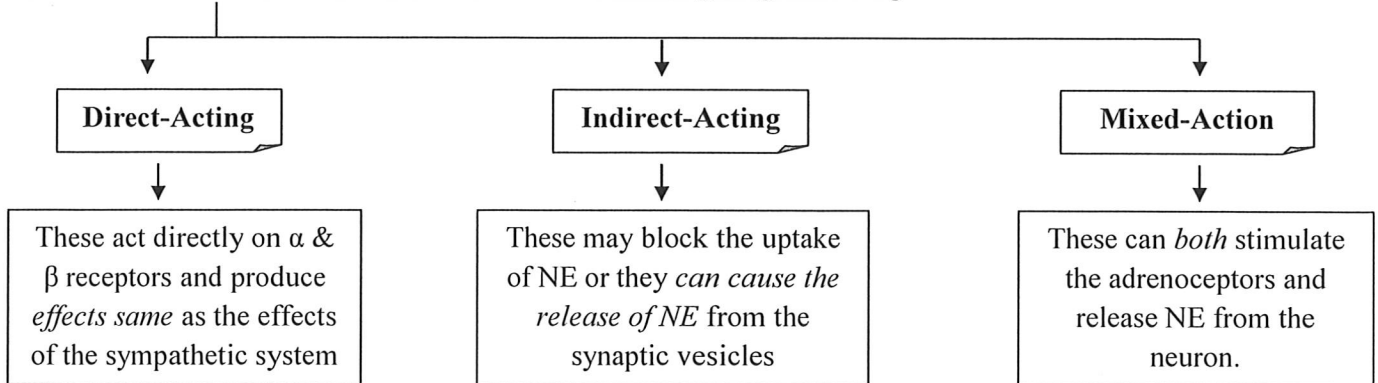 Direct-Acting
Indirect-Acting
Mixed-Action
These act directly on α &
β receptors and produce
effects same as the effects
of the sympathetic system
These may block the uptake
of NE or they can cause the
release of NE from the
synaptic vesicles
These can both stimulate
the adrenoceptors and
release NE from the
neuron.